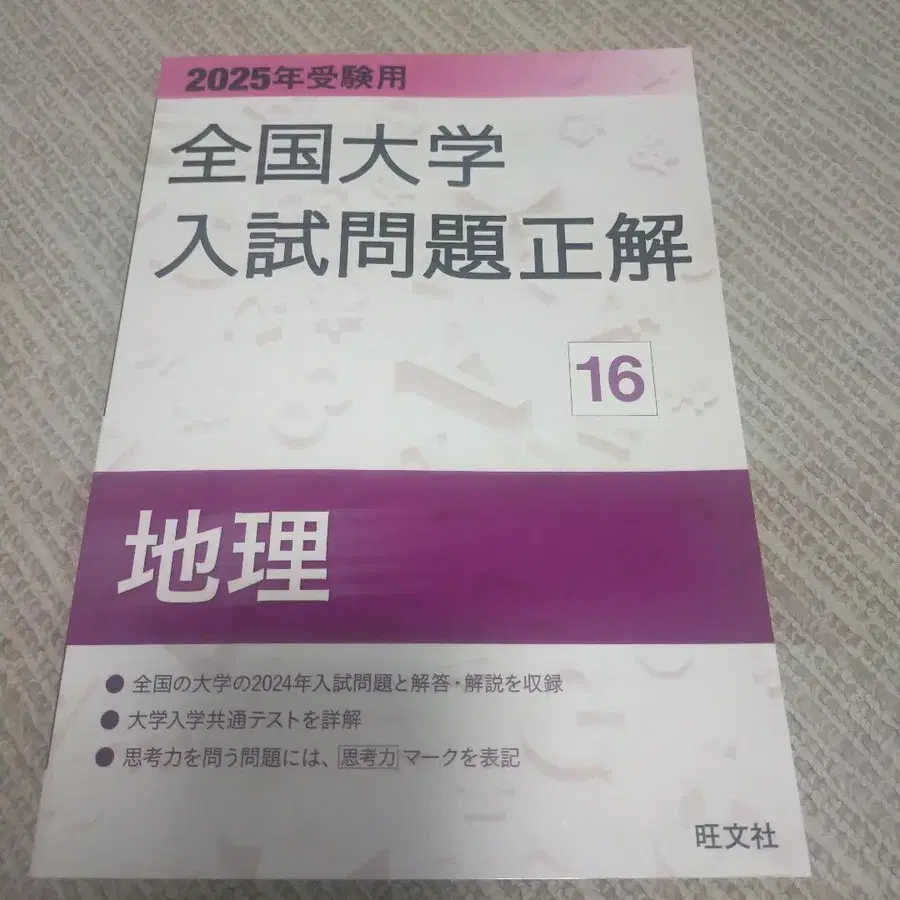 2025年受験用
全国大学
入試問題正解
16
地理
● 全国の大学の2024年入試問題と解答・解説を収録
● 大学入学共通テストを詳解
● 思考力を問う問題には、思考力マークを表記
旺文社